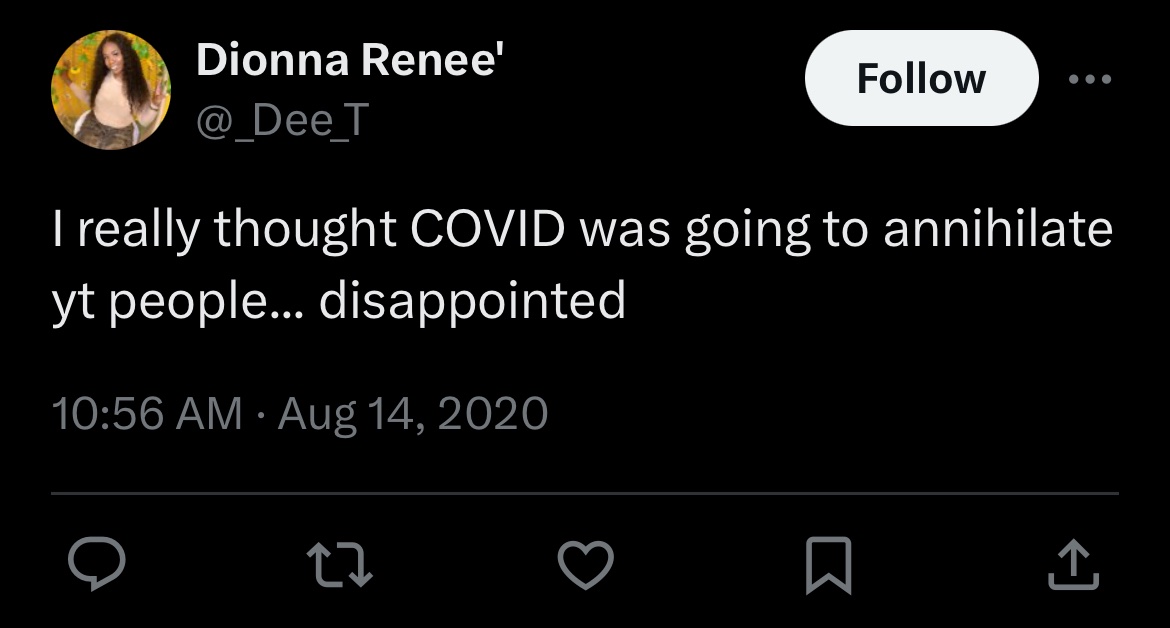 Dionna Renee'
@_Dee_T
Follow
I really thought COVID was going to annihilate
yt people... disappointed
10:56 AM · Aug 14, 2020